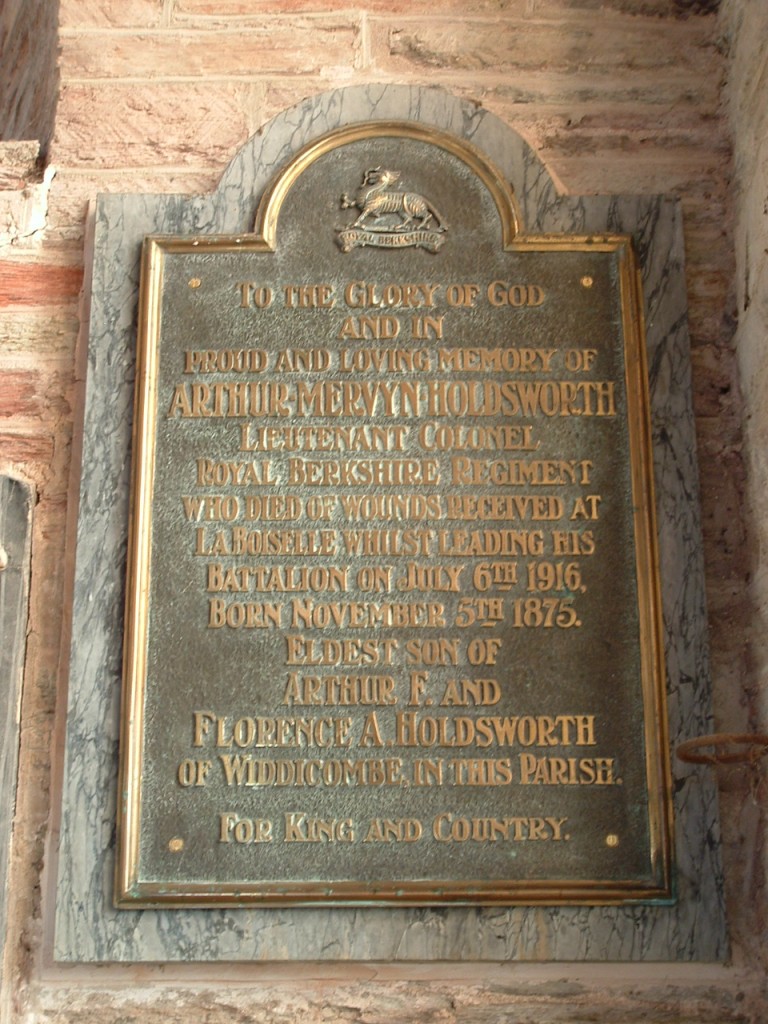 ROYAL BERKSHIRE
TO THE GLORY OF GOD
AND IN
PROUD AND LOVING MEMORY OF
ARTHUR·MERVYN·HOLDSWORTH
LIEUTENANT COLONEL
ROYAL BERKSHIRE REGIMENT
WHO DIED OF WOUNDS RECEIVED AT
LA BOISELLE WHILST LEADING HIS
BATTALION ON JULY 6TH 1916,
BORN NOVEMBER 5TH 1875.
ELDEST SON OF
ARTHUR F. AND
FLORENCE A. HOLDSWORTH
OF WIDDICOMBE, IN THIS PARISH.
FOR KING AND COUNTRY.